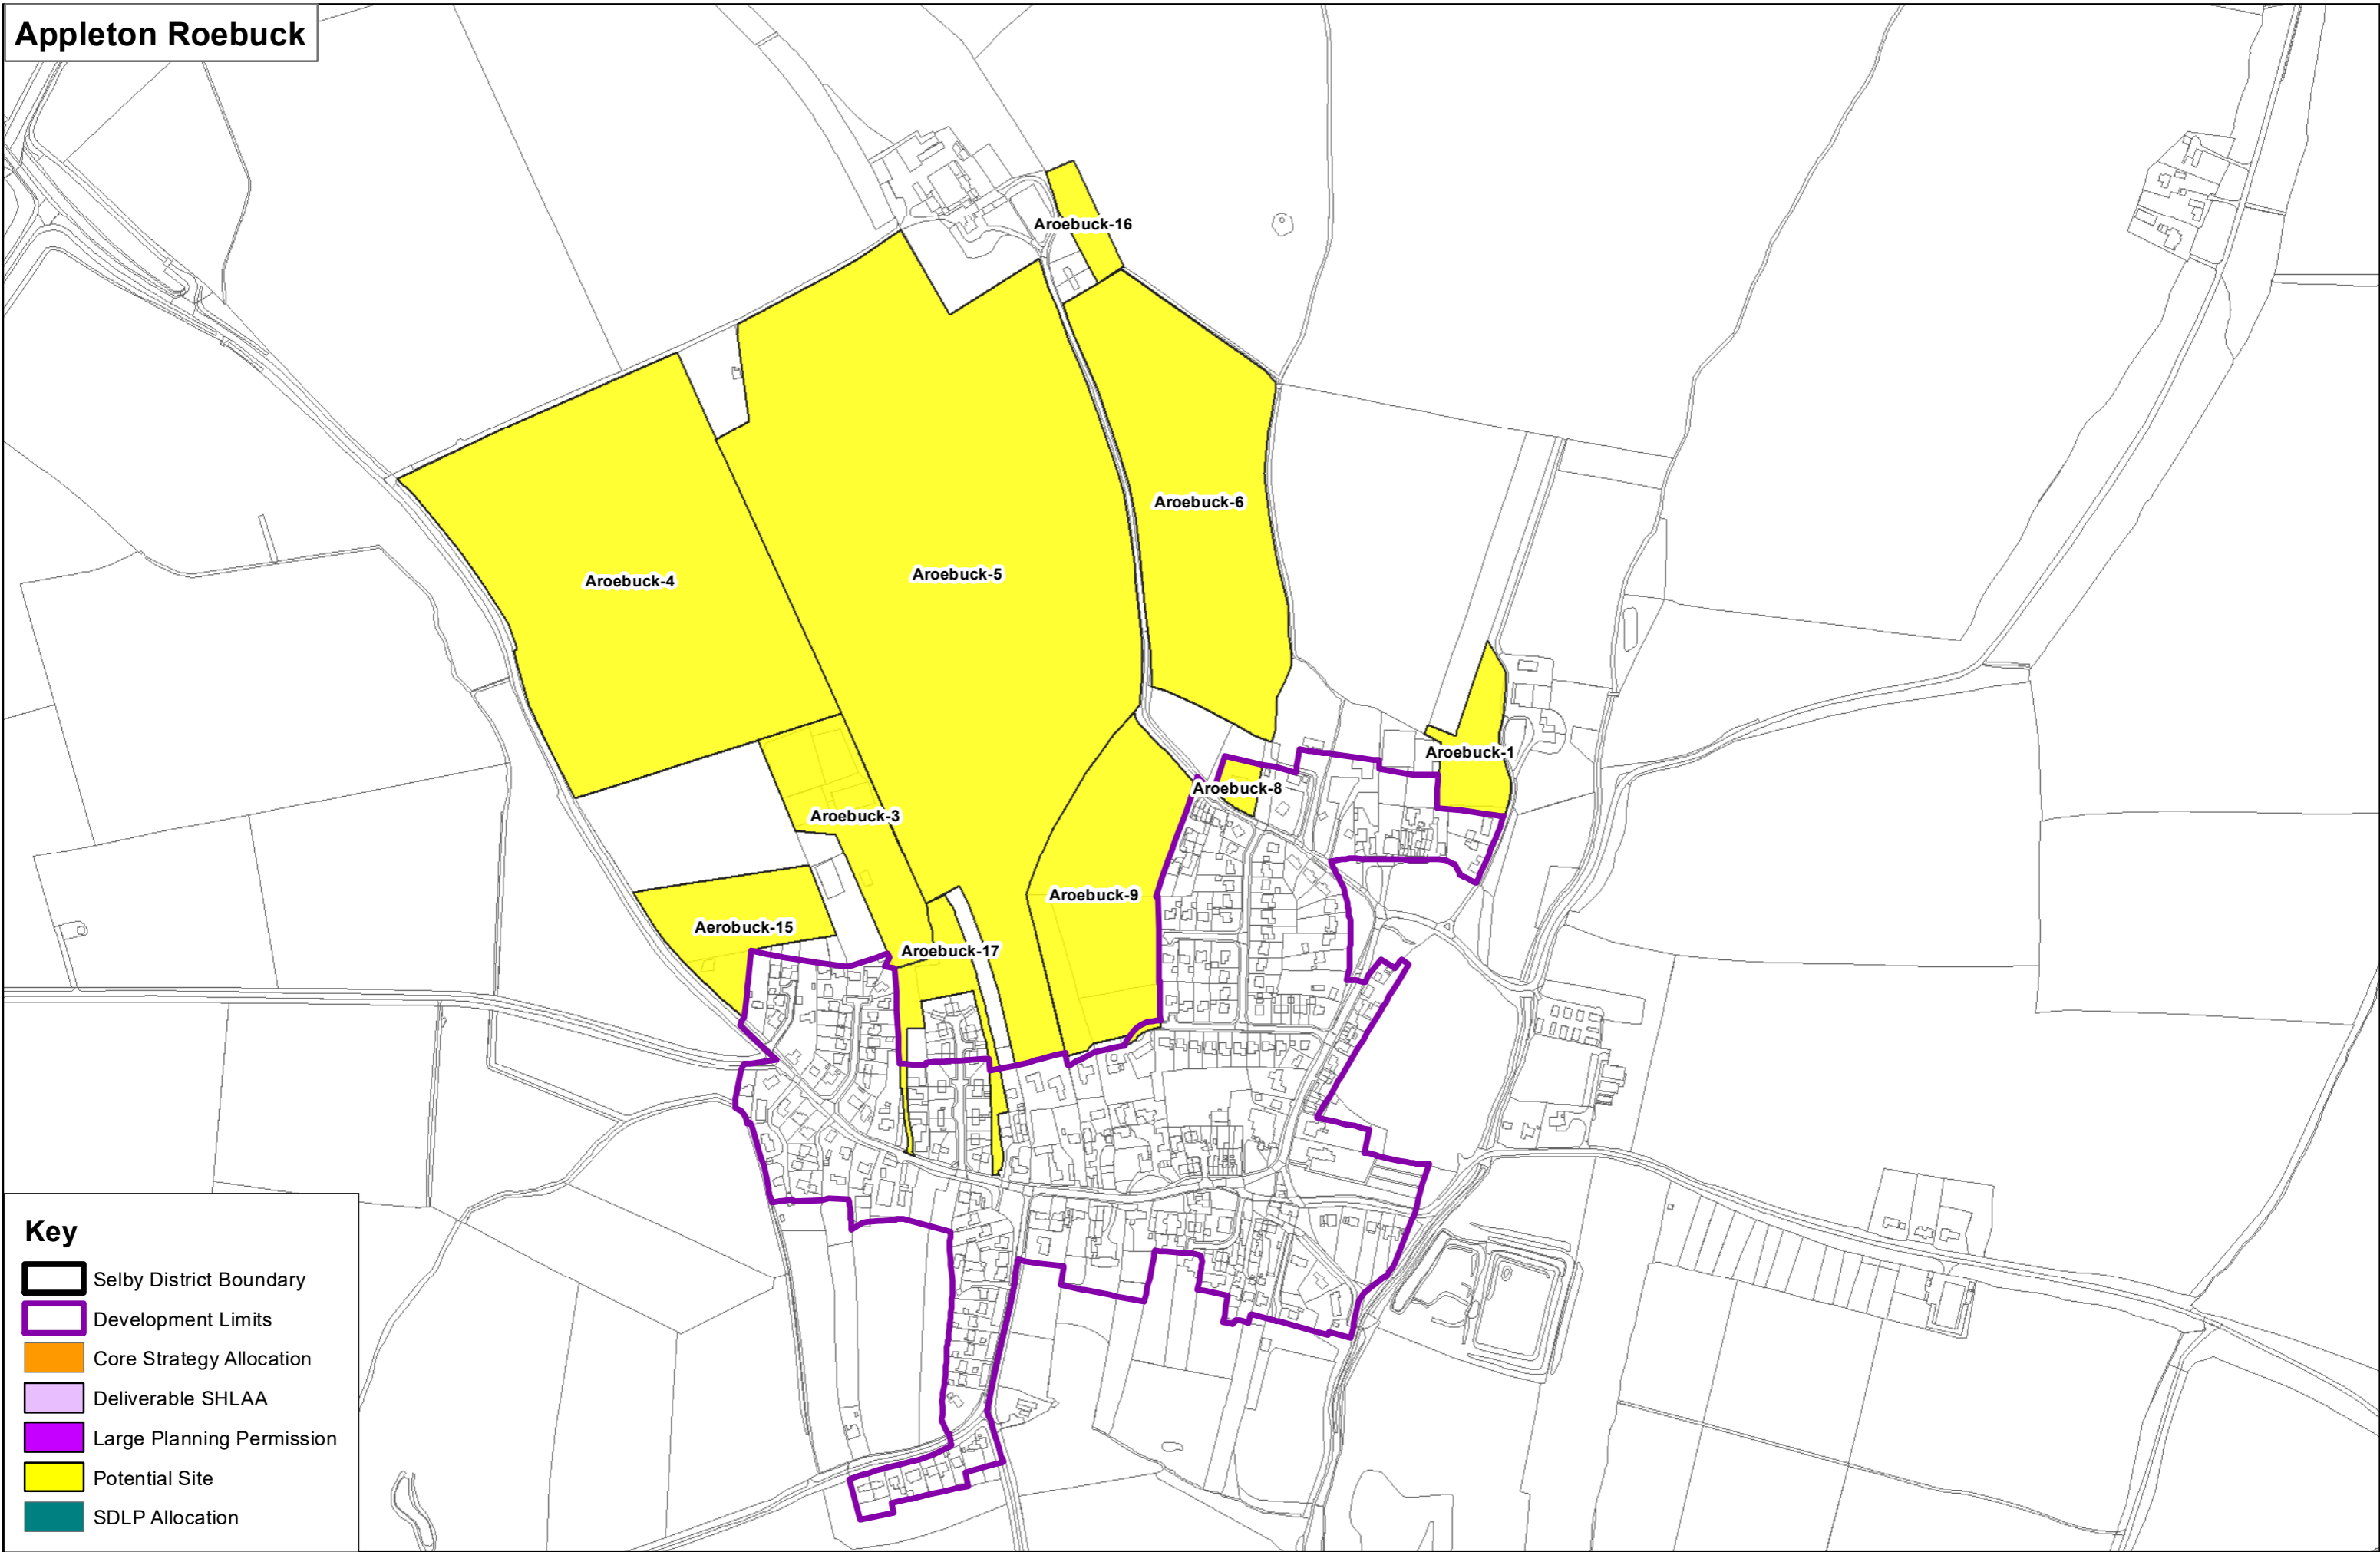 Appleton Roebuck
Aroebuck-16
Aroebuck-6
Aroebuck-5
Aroebuck-4
Aroebuck-1
Aroebuck-8
Aroebuck-3
Aroebuck-9
Aerobuck-15
Aroebuck-17
Key
Selby District Boundary
Development Limits
Core Strategy Allocation
Deliverable SHLAA
Large Planning Permission
Potential Site
SDLP Allocation